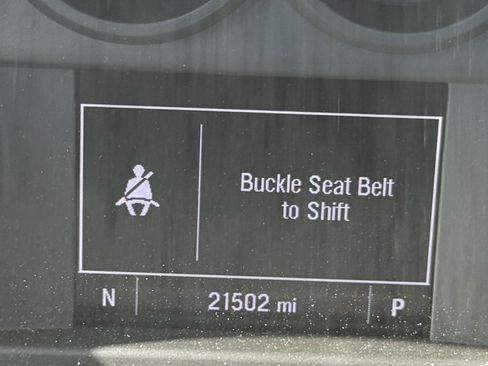 Buckle Seat Belt
to Shift
N 21502 mi P